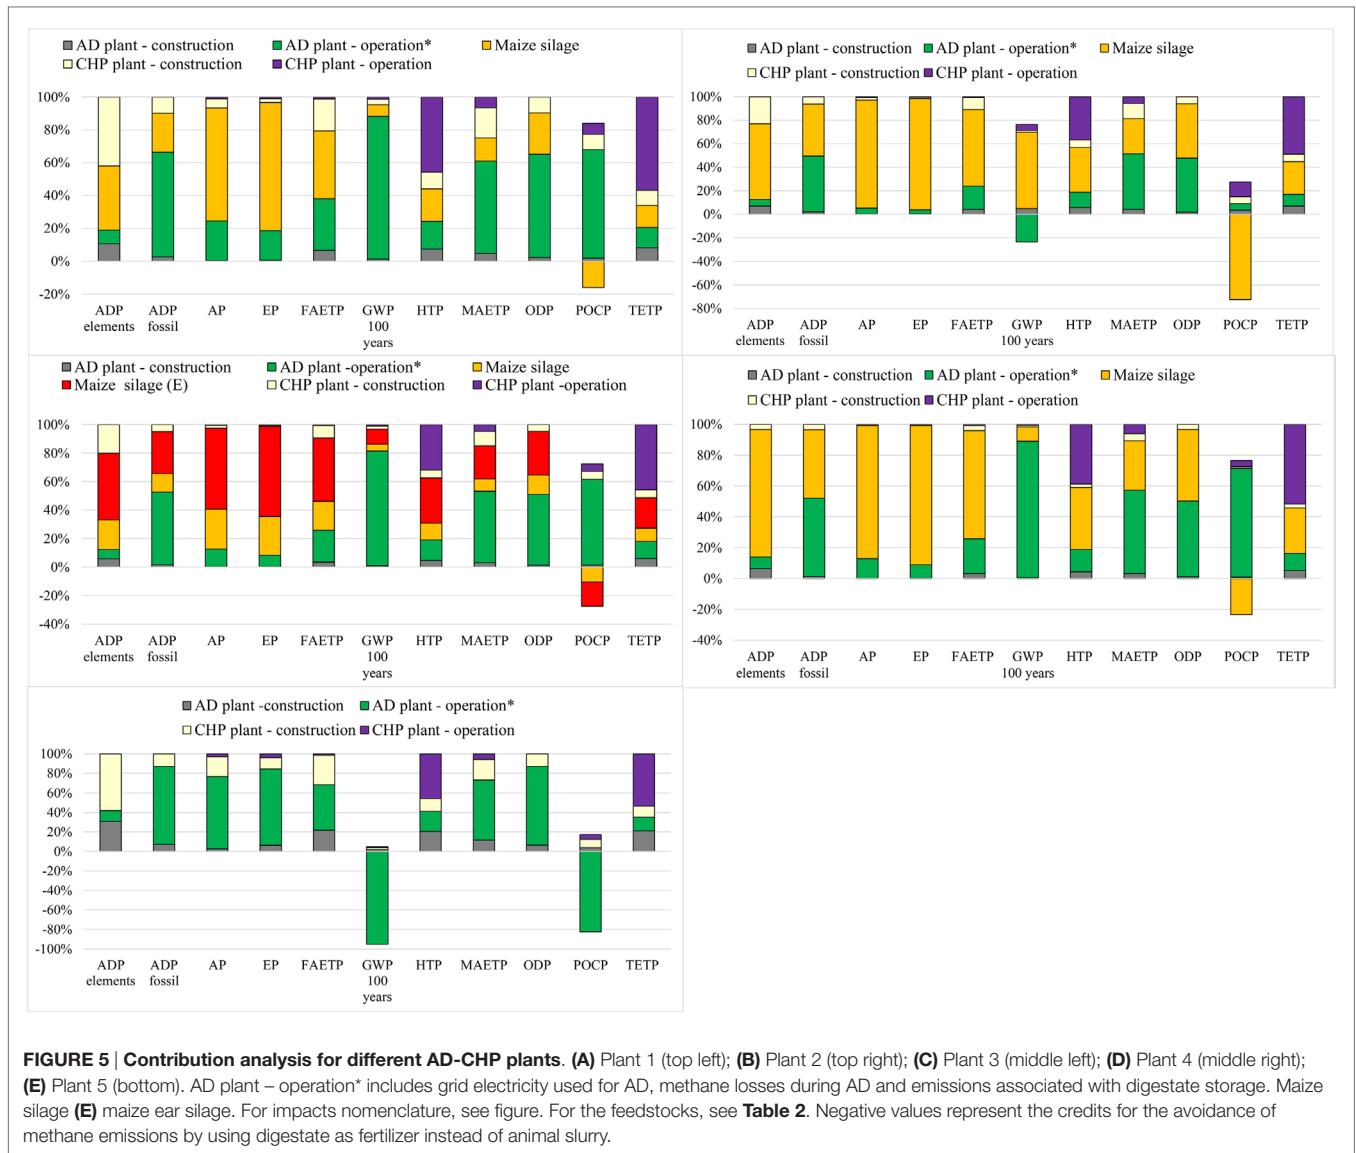 AD plant - construction AD plant - operation* Maize silage
CHP plant - construction CHP plant - operation
100%
80%
60%
40%
20%
0%
-20%
ADP elements ADP fossil AP EP FAETP GWP 100 years HTP MAETP ODP POCP TETP
AD plant - construction AD plant - operation* Maize silage
CHP plant - construction CHP plant - operation
100%
80%
60%
40%
20%
0%
-20%
-40%
-60%
-80%
ADP elements ADP fossil AP EP FAETP GWP 100 years HTP MAETP ODP POCP TETP
AD plant - construction AD plant -operation* Maize silage
Maize silage (E) CHP plant - construction CHP plant -operation
100%
80%
60%
40%
20%
0%
-20%
-40%
ADP elements ADP fossil AP EP FAETP GWP 100 years HTP MAETP ODP POCP TETP
AD plant - construction AD plant - operation* Maize silage
CHP plant - construction CHP plant - operation
100%
80%
60%
40%
20%
0%
-20%
-40%
ADP elements ADP fossil AP EP FAETP GWP 100 years HTP MAETP ODP POCP TETP
AD plant -construction AD plant - operation*
CHP plant - construction CHP plant - operation
100%
80%
60%
40%
20%
0%
-20%
-40%
-60%
-80%
-100%
ADP elements ADP fossil AP EP FAETP GWP 100 years HTP MAETP ODP POCP TETP
FIGURE 5 | Contribution analysis for different AD-CHP plants. (A) Plant 1 (top left); (B) Plant 2 (top right); (C) Plant 3 (middle left); (D) Plant 4 (middle right);
(E) Plant 5 (bottom). AD plant – operation* includes grid electricity used for AD, methane losses during AD and emissions associated with digestate storage. Maize
silage (E) maize ear silage. For impacts nomenclature, see figure. For the feedstocks, see Table 2. Negative values represent the credits for the avoidance of
methane emissions by using digestate as fertilizer instead of animal slurry.